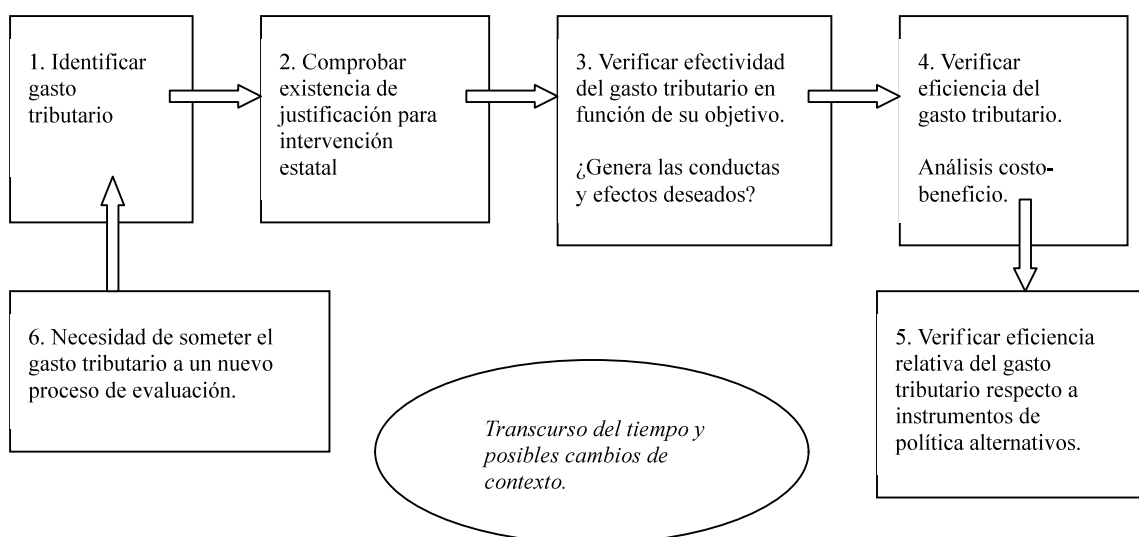 1. Identificar
gasto
tributario
2. Comprobar
existencia de
justificación para
intervención
estatal
3. Verificar efectividad
del gasto tributario en
función de su objetivo.
¿Genera las conductas
y efectos deseados?
4. Verificar
eficiencia del
gasto tributario.
Análisis costo-
beneficio.
5. Verificar eficiencia
relativa del gasto
tributario respecto a
instrumentos de
política alternativos.
6. Necesidad de someter el
gasto tributario a un nuevo
proceso de evaluación.
Transcurso del tiempo y
posibles cambios de
contexto.